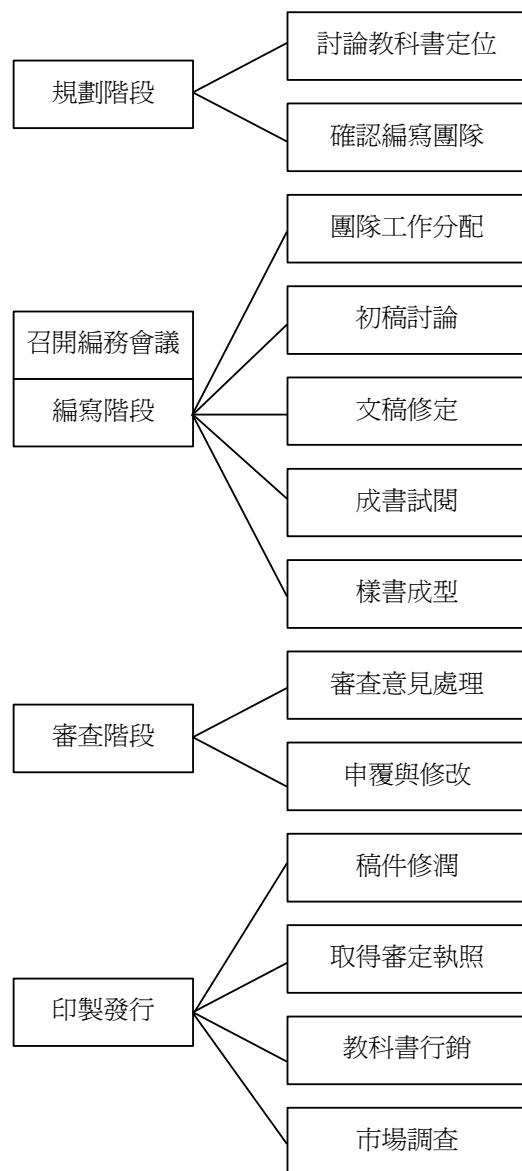 規劃階段
討論教科書定位
確認編寫團隊
召開編務會議
編寫階段
團隊工作分配
初稿討論
文稿修定
成書試閱
樣書成型
審查階段
審查意見處理
申覆與修改
印製發行
稿件修潤
取得審定執照
教科書行銷
市場調查